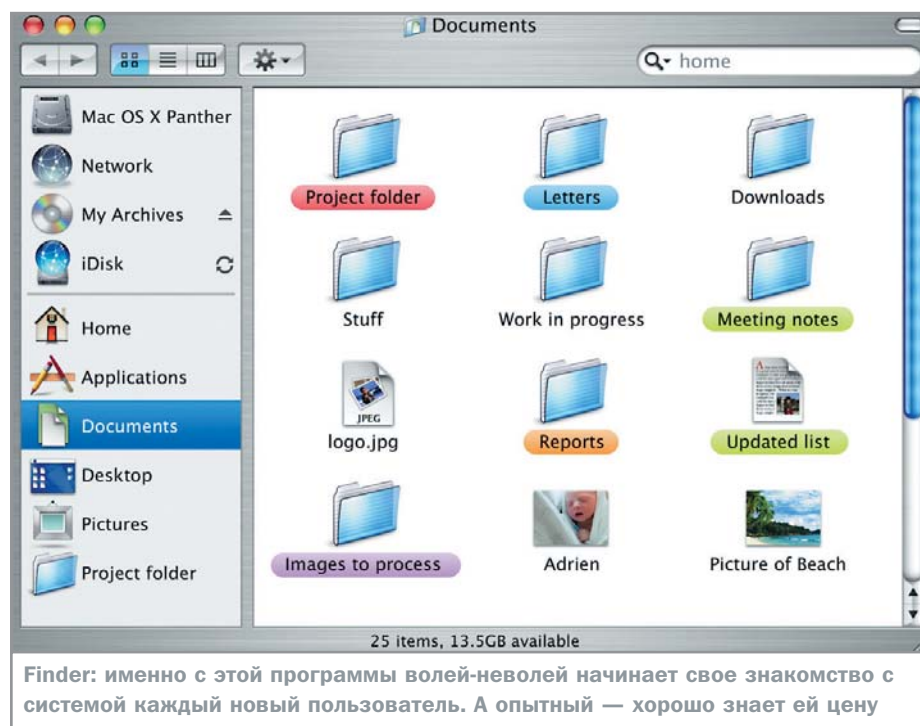 Documents
home
Mac OS X Panther
Network
My Archives
iDisk
Home
Applications
Documents
Desktop
Pictures
Project folder
Project folder Letters Downloads
Stuff Work in progress Meeting notes
JPEG
logo.jpg Reports Updated list
Images to process Adrien Picture of Beach
25 items, 13.5GB available
Finder: именно с этой программы волей-неволей начинает свое знакомство с
системой каждый новый пользователь. А опытный — хорошо знает ей цену